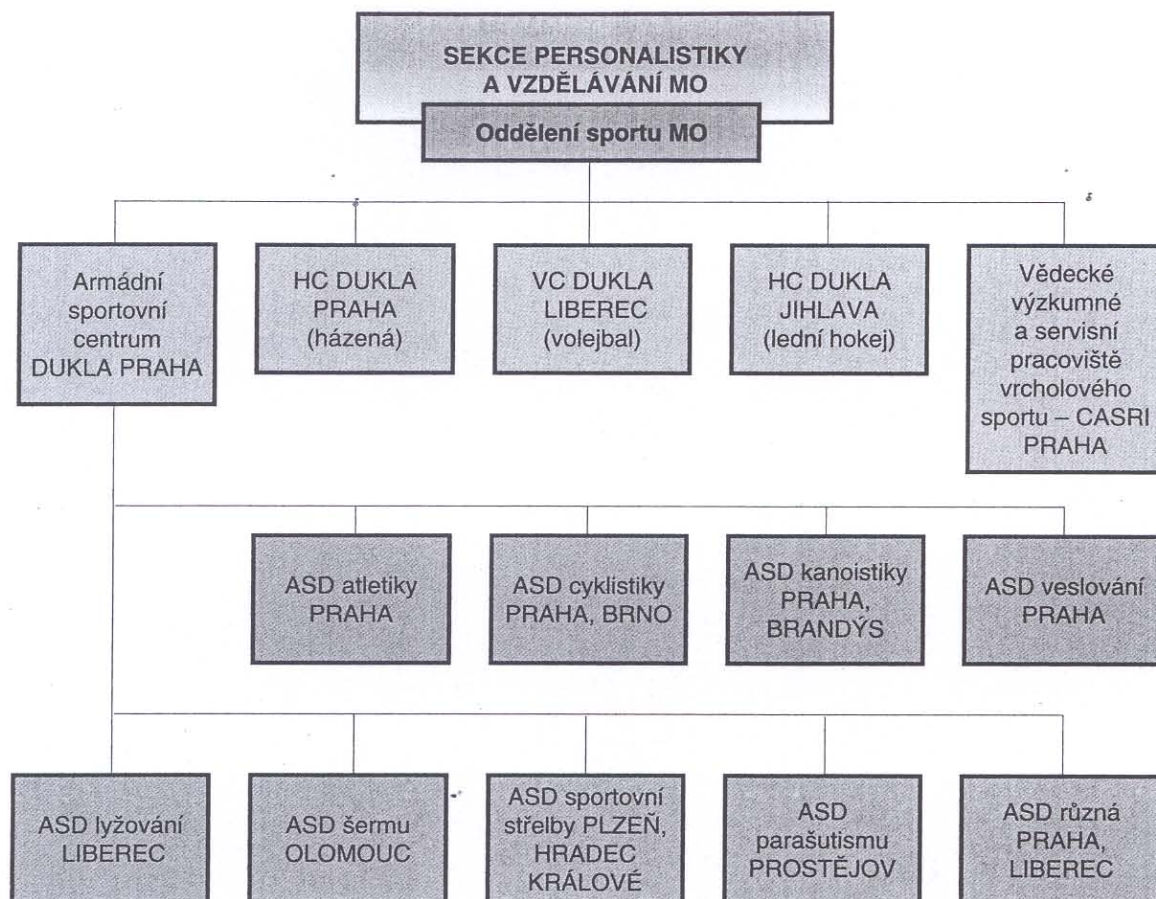 SEKCE PERSONALISTIKY
A VZDĚLÁVÁNÍ MO
Oddělení sportu MO
Armádní
sportovní
centrum
DUKLA PRAHA
HC DUKLA
PRAHA
(házená)
VC DUKLA
LIBEREC
(volejbal)
HC DUKLA
JIHLAVA
(lední hokej)
Vědecké
výzkumné
a servisní
pracoviště
vrcholového
sportu – CASRI
PRAHA
ASD atletiky
PRAHA
ASD cyklistiky
PRAHA, BRNO
ASD kanoistiky
PRAHA,
BRANDÝS
ASD veslování
PRAHA
ASD lyžování
LIBEREC
ASD šermu
OLOMOUC
ASD sportovní
střelby PLZEŇ,
HRADEC
KRÁLOVÉ
ASD
parašutismu
PROSTĚJOV
ASD různá
PRAHA,
LIBEREC